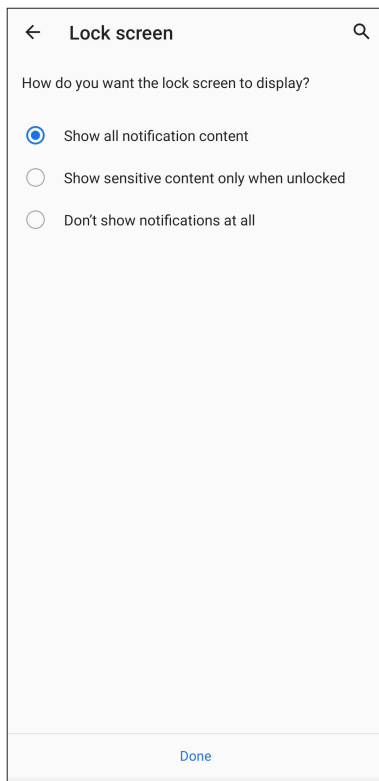 Lock screen
How do you want the lock screen to display?
Show all notification content
Show sensitive content only when unlocked
Don't show notifications at all
Done